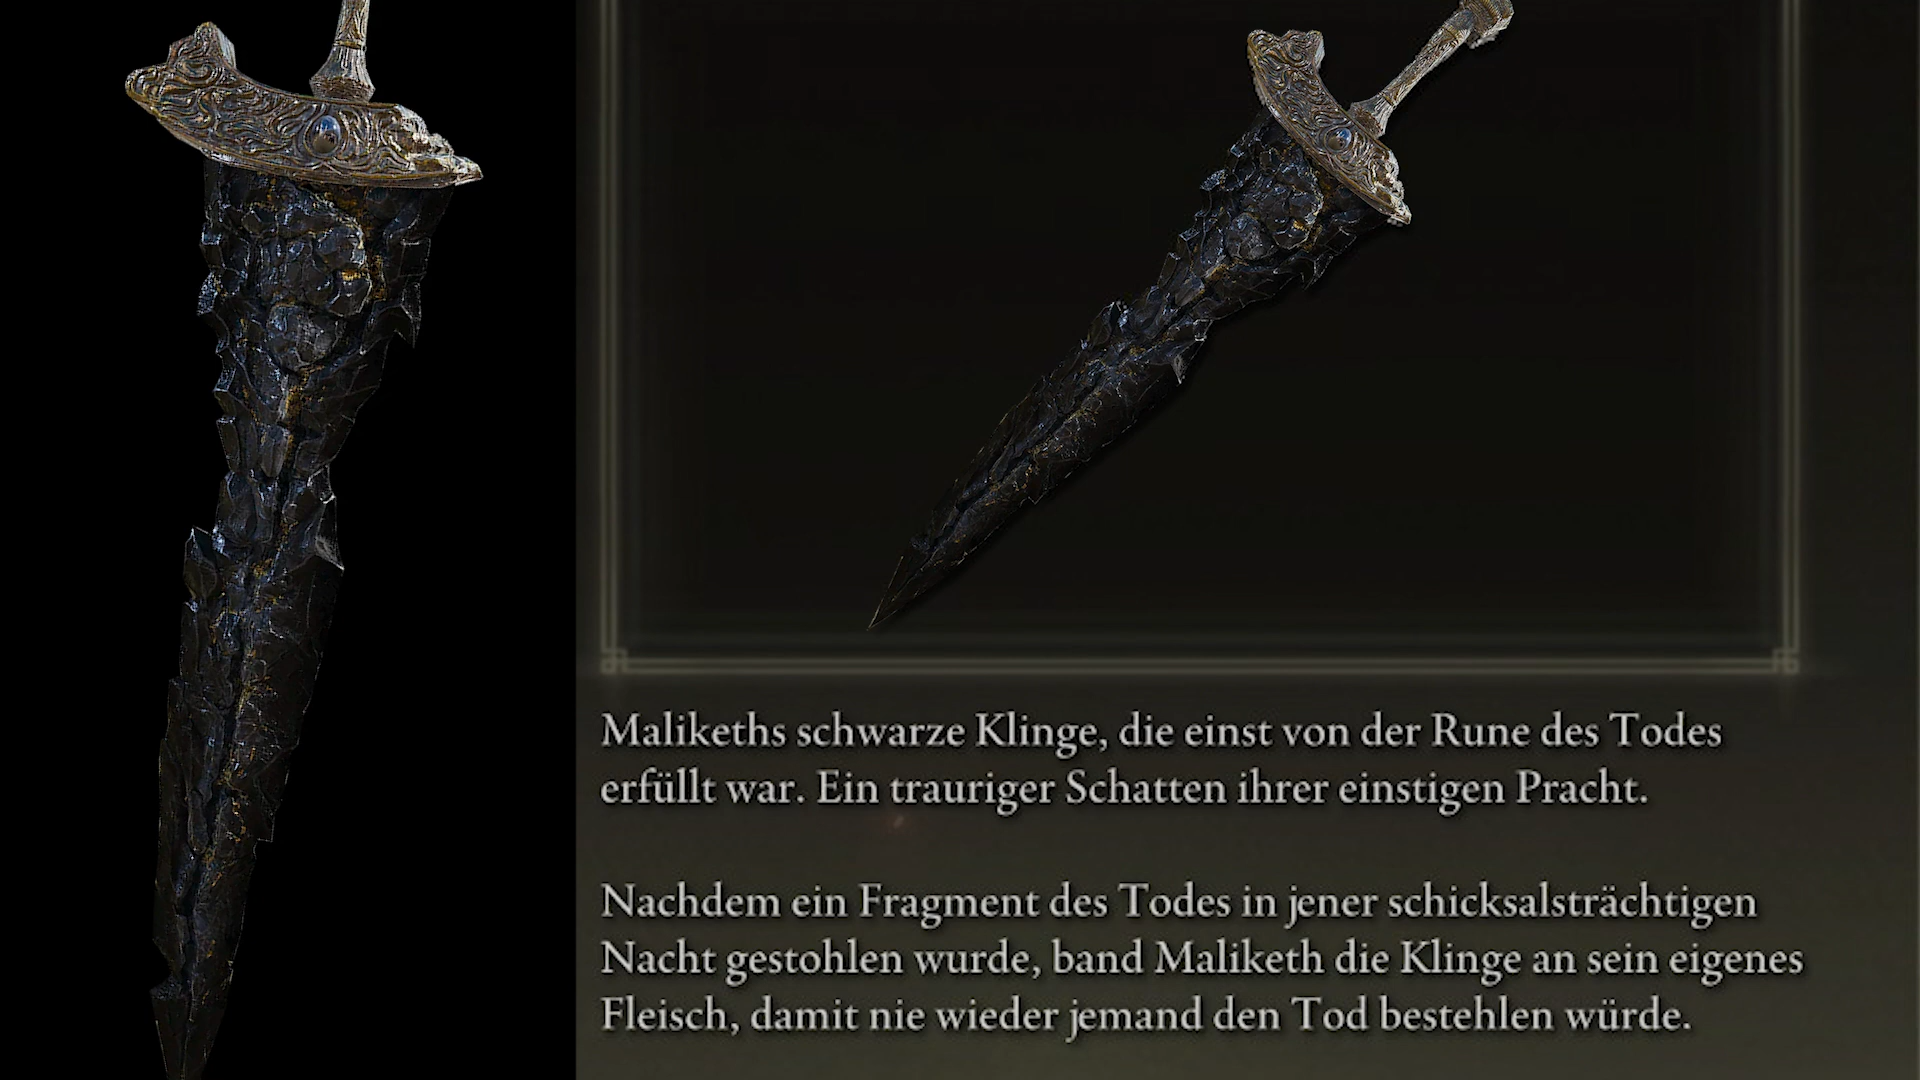 Malikeths schwarze Klinge, die einst von der Rune des Todes
erfüllt war. Ein trauriger Schatten ihrer einstigen Pracht.
Nachdem ein Fragment des Todes in jener schicksalsträchtigen
Nacht gestohlen wurde, band Maliketh die Klinge an sein eigenes
Fleisch, damit nie wieder jemand den Tod bestehlen würde.